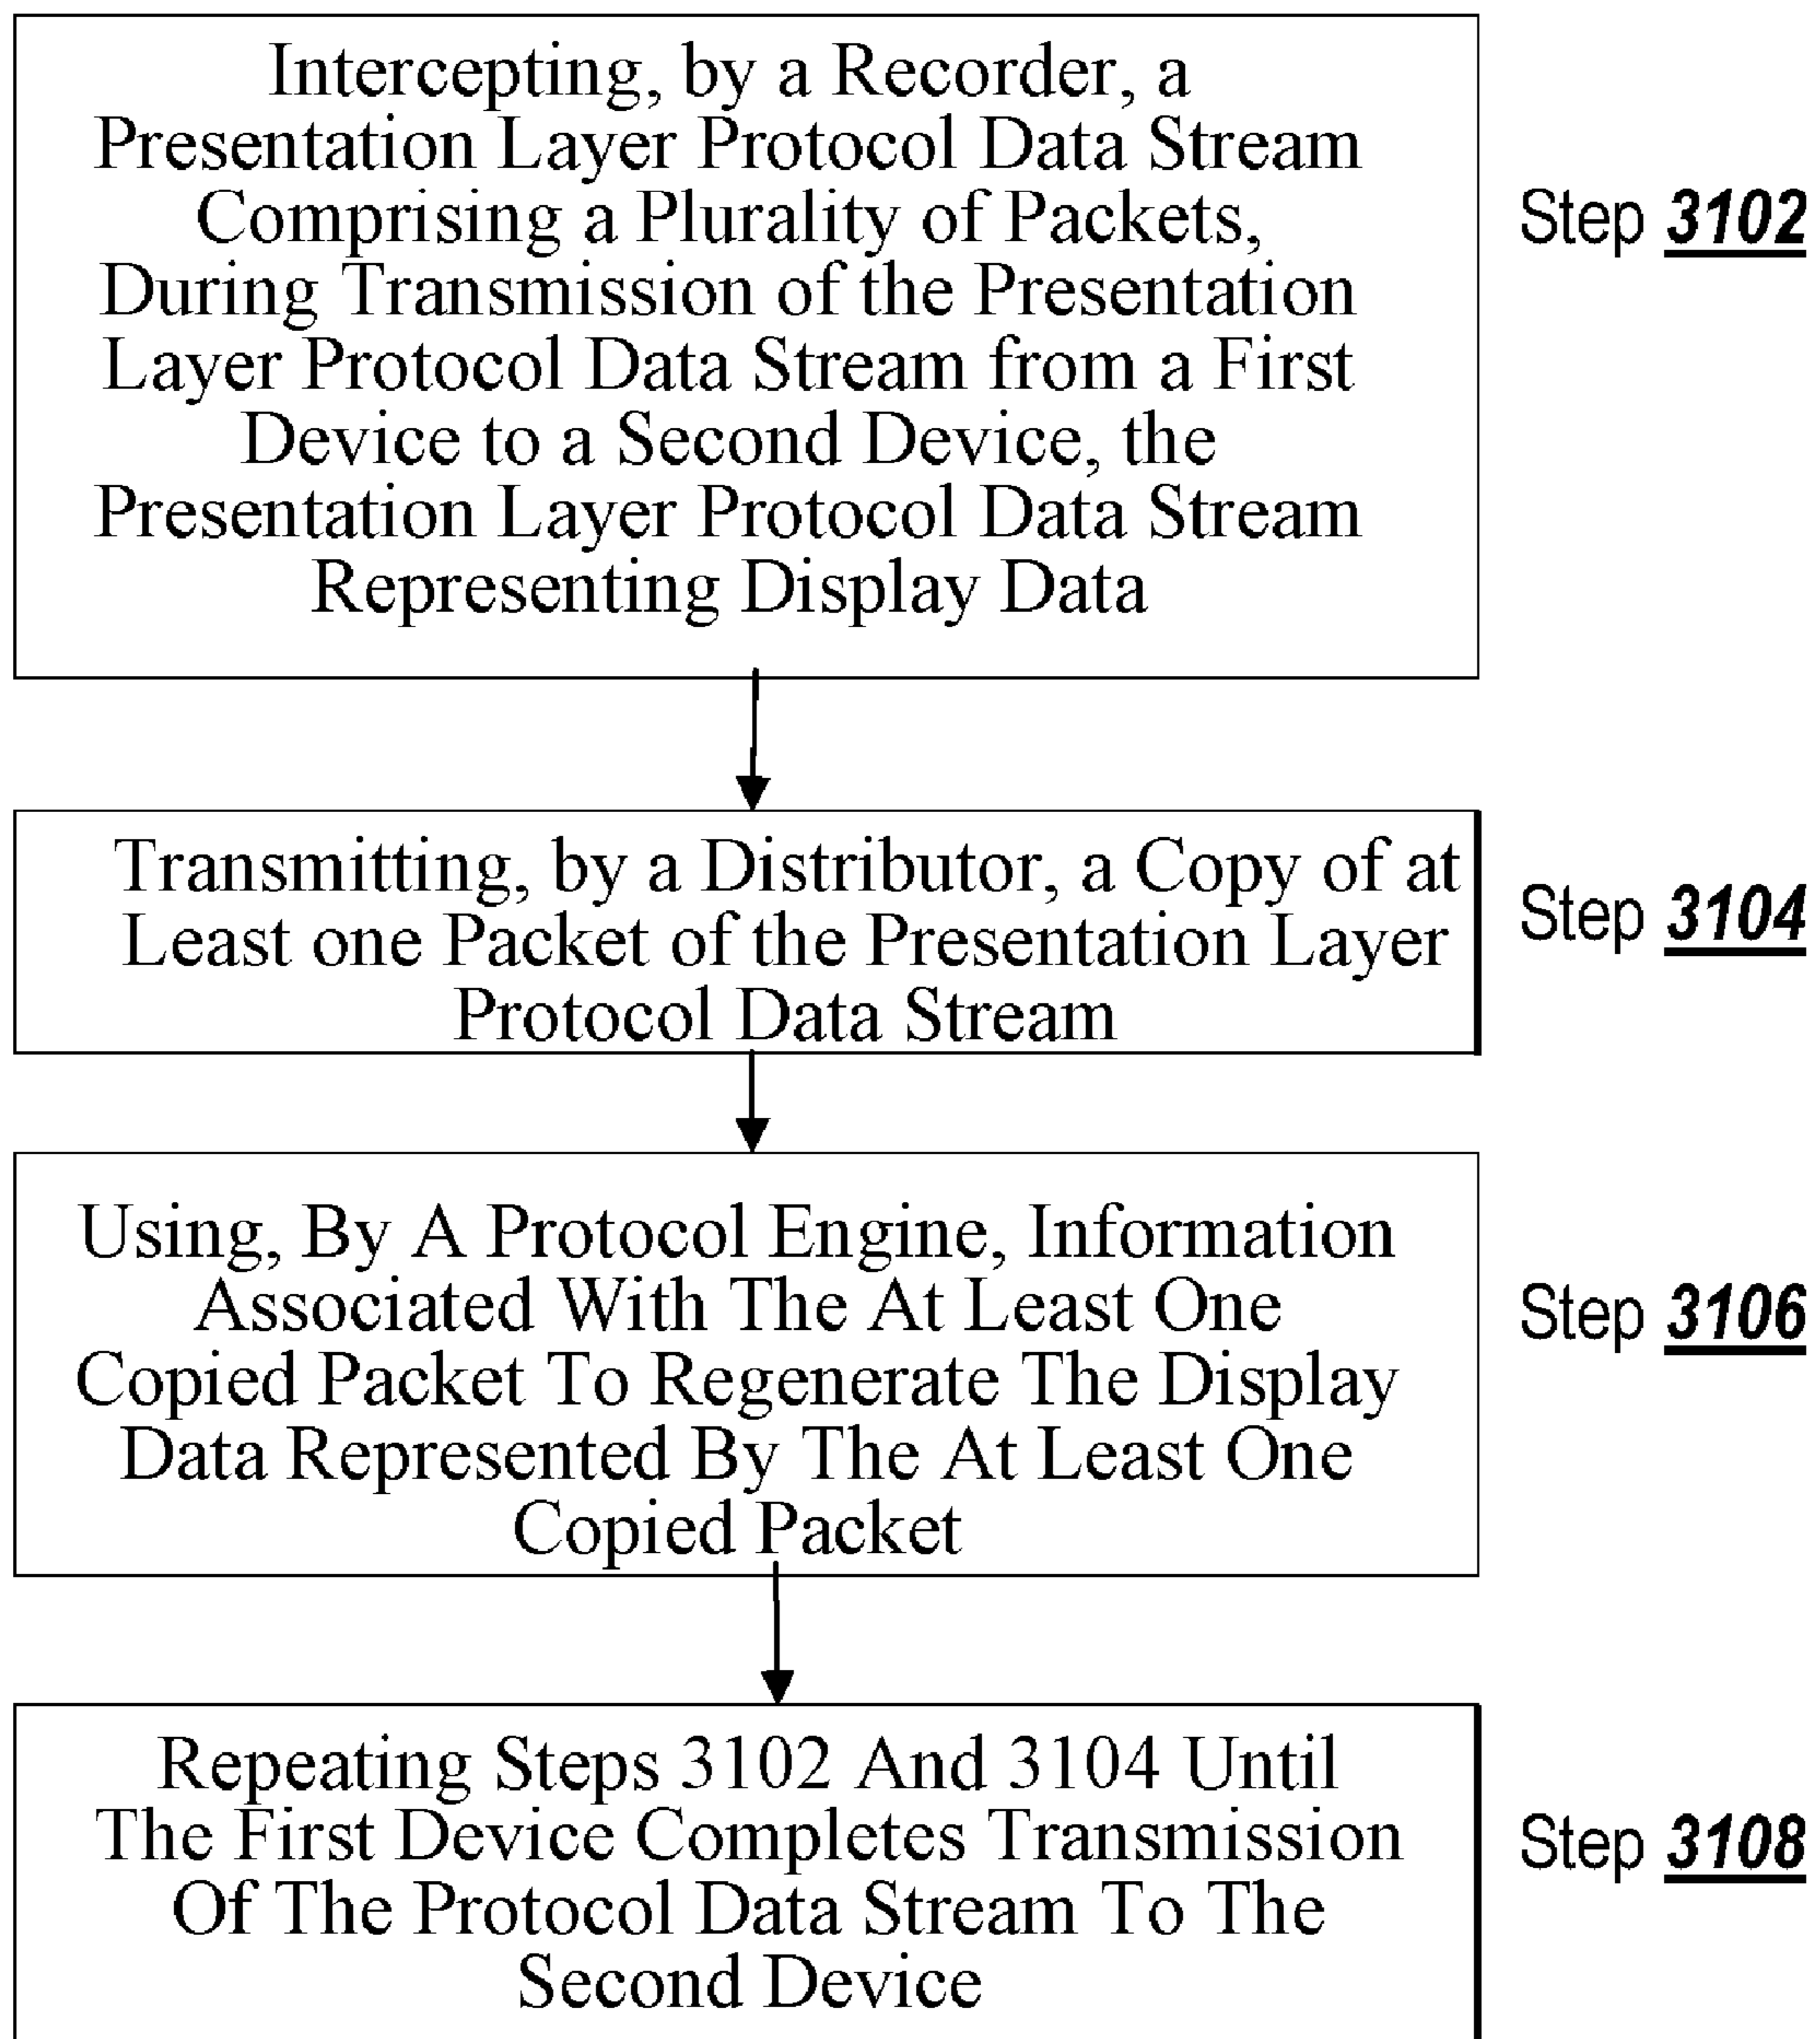 Intercepting, by a Recorder, a
Presentation Layer Protocol Data Stream
Comprising a Plurality of Packets,
During Transmission of the Presentation
Layer Protocol Data Stream from a First
Device to a Second Device, the
Presentation Layer Protocol Data Stream
Representing Display Data
Step 3102
Transmitting, by a Distributor, a Copy of at
Least one Packet of the Presentation Layer
Protocol Data Stream
Step 3104
Using, By A Protocol Engine, Information
Associated With The At Least One
Copied Packet To Regenerate The Display
Data Represented By The At Least One
Copied Packet
Step 3106
Repeating Steps 3102 And 3104 Until
The First Device Completes Transmission
Of The Protocol Data Stream To The
Second Device
Step 3108